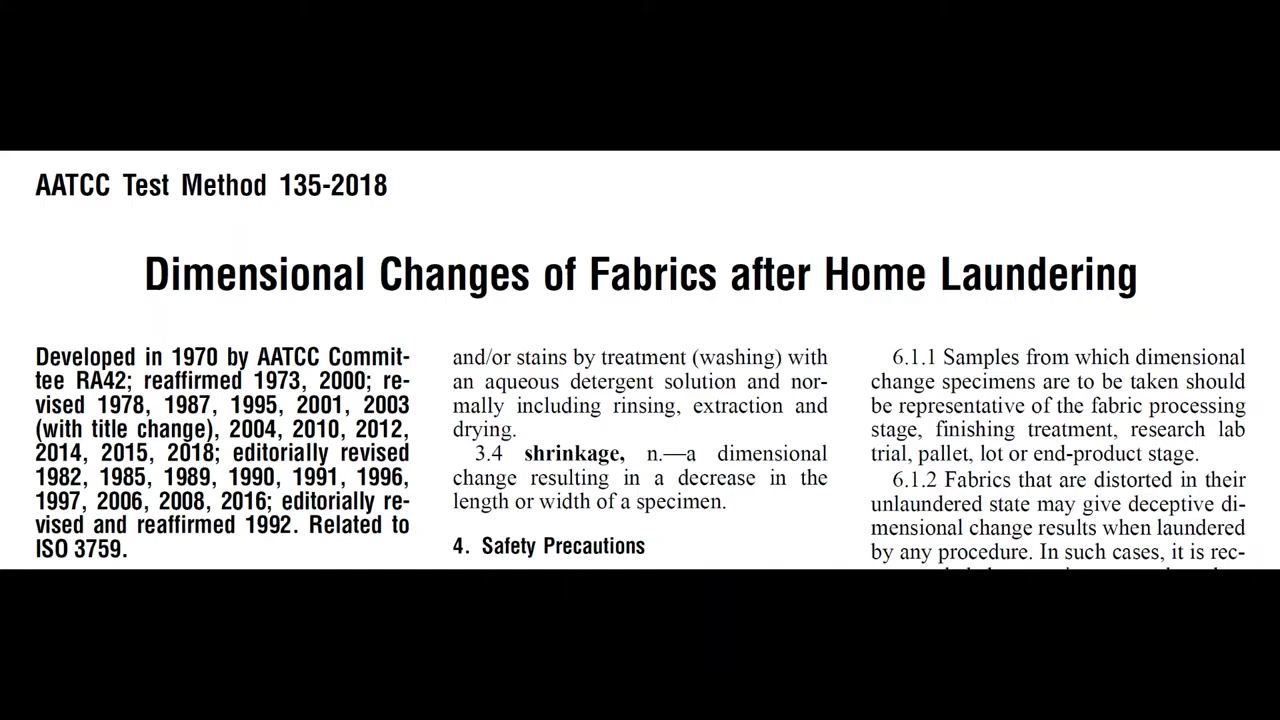 AATCC Test Method 135-2018
Dimensional Changes of Fabrics after Home Laundering
Developed in 1970 by AATCC Commit-
tee RA42; reaffirmed 1973, 2000; re-
vised 1978, 1987, 1995, 2001, 2003
(with title change), 2004, 2010, 2012,
2014, 2015, 2018; editorially revised
1982, 1985, 1989, 1990, 1991, 1996,
1997, 2006, 2008, 2016; editorially re-
vised and reaffirmed 1992. Related to
ISO 3759.
and/or stains by treatment (washing) with
an aqueous detergent solution and nor-
mally including rinsing, extraction and
drying.
3.4 shrinkage, n.—a dimensional
change resulting in a decrease in the
length or width of a specimen.
4. Safety Precautions
6.1.1 Samples from which dimensional
change specimens are to be taken should
be representative of the fabric processing
stage, finishing treatment, research lab
trial, pallet, lot or end-product stage.
6.1.2 Fabrics that are distorted in their
unlaundered state may give deceptive di-
mensional change results when laundered
by any procedure. In such cases, it is rec-